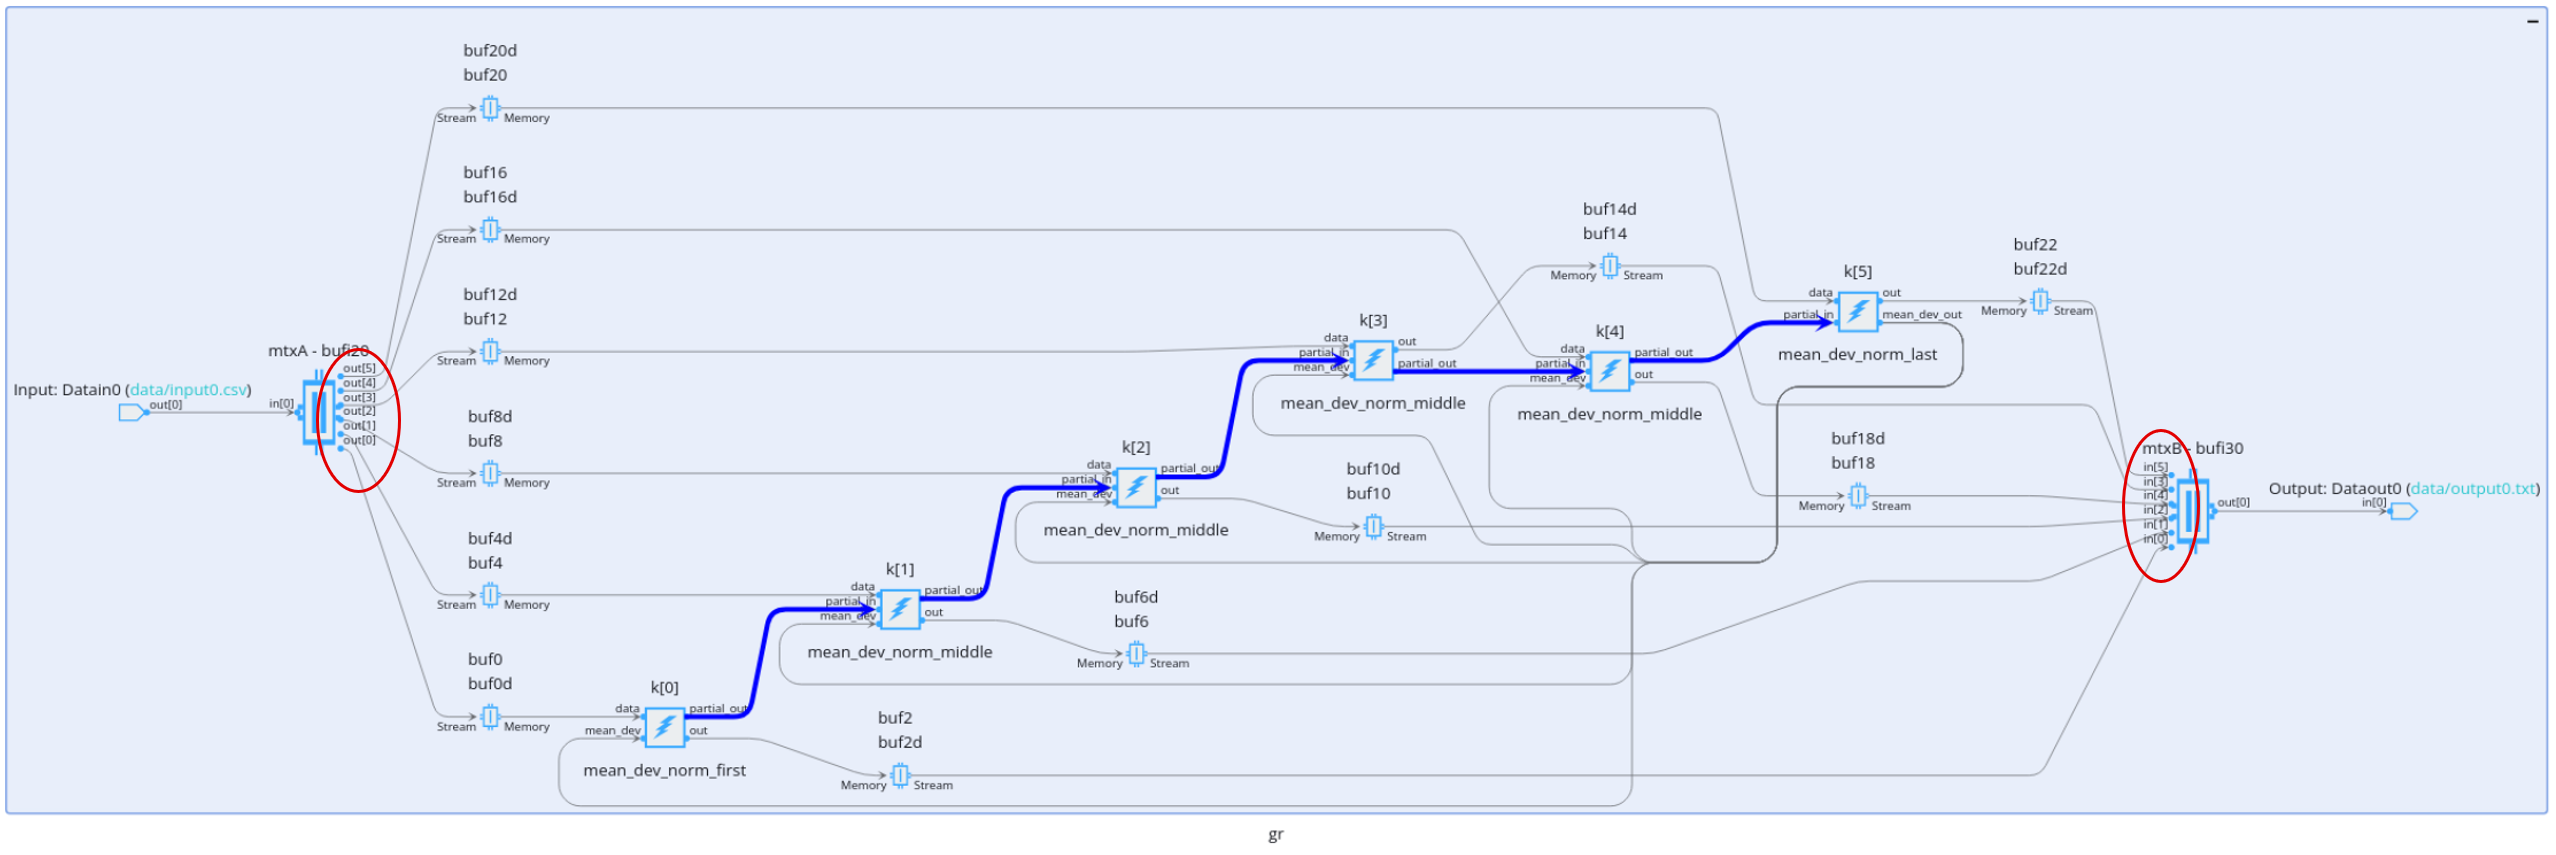 buf20d
buf20
Stream
Memory
buf16
buf16d
Stream
Memory
buf12d
buf12
Stream
Memory
buf8d
buf8
Stream
Memory
buf4d
buf4
Stream
Memory
buf0
buf0d
Stream
Memory
Input: Datain0 (data/input0.csv)
out[0]
mtxA - bufi20
in[0]
out[5]
out[4]
out[3]
out[2]
out[1]
out[0]
k[0]
data
mean_dev
partial_out
out
mean_dev_norm_first
buf2
buf2d
Memory
Stream
k[1]
data
partial_in
mean_dev
partial_out
out
mean_dev_norm_middle
buf6d
buf6
Memory
Stream
k[2]
data
partial_in
mean_dev
partial_out
out
mean_dev_norm_middle
buf10d
buf10
Memory
Stream
k[3]
data
partial_in
mean_dev
out
partial_out
mean_dev_norm_middle
buf14d
buf14
Memory
Stream
k[4]
data
partial_in
mean_dev
partial_out
out
mean_dev_norm_middle
buf18d
buf18
Memory
Stream
k[5]
data
partial_in
out
mean_dev_out
mean_dev_norm_last
buf22
buf22d
Memory
Stream
mtxB - bufi30
in[5]
in[3]
in[4]
in[2]
in[1]
in[0]
out[0]
Output: Dataout0 (data/output0.txt)
in[0]
gr